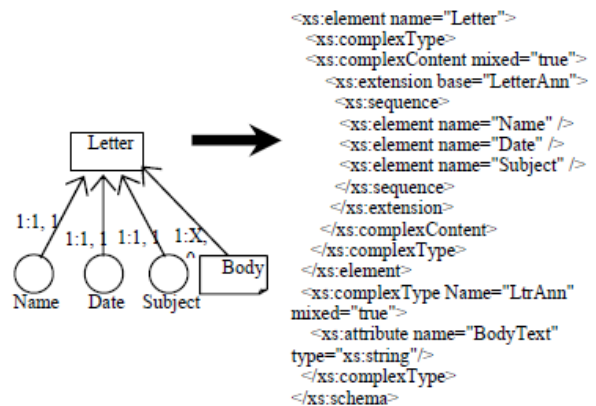 Letter
1:1, 1
1:1, 1
1:1, 1
1:X,
^
Body
Name
Date
Subject
<xs:element name="Letter">
<xs:complexType>
<xs:complexContent mixed="true">
<xs:extension base="LetterAnn">
<xs:sequence>
<xs:element name="Name" />
<xs:element name="Date" />
<xs:element name="Subject" />
</xs:sequence>
</xs:extension>
</xs:complexContent>
</xs:complexType>
</xs:element>
<xs:complexType Name="LtrAnn"
mixed="true">
<xs:attribute name="BodyText"
type="xs:string"/>
</xs:complexType>
</xs:schema>